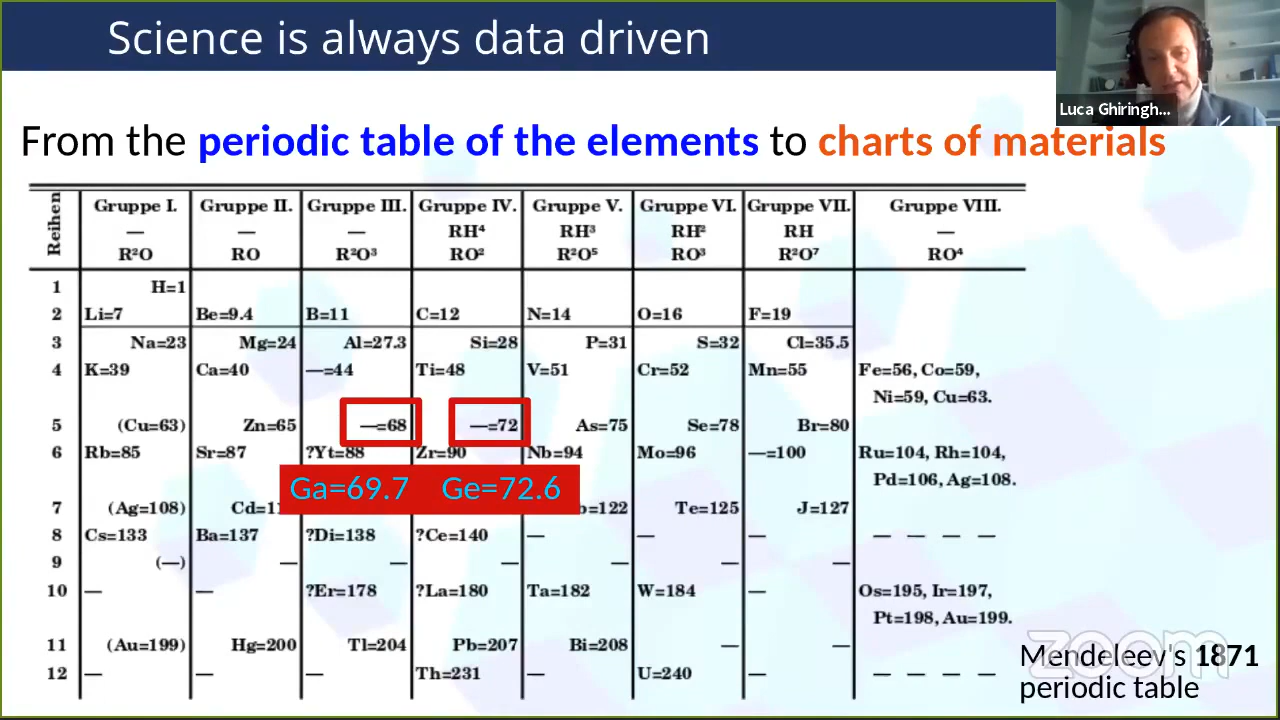 Science is always data driven
Luca Ghiringh...
From the periodic table of the elements to charts of materials
Reihen Gruppe I. Gruppe II. Gruppe III. Gruppe IV. Gruppe V. Gruppe VI. Gruppe VII. Gruppe VIII.
— — — RH⁴ RH³ RH² RH —
R²O RO R²O³ RO² R²O⁵ RO³ R²O⁷ RO⁴
1 H=1
2 Li=7 Be=9.4 B=11 C=12 N=14 O=16 F=19
3 Na=23 Mg=24 Al=27.3 Si=28 P=31 S=32 Cl=35.5
4 K=39 Ca=40 —=44 Ti=48 V=51 Cr=52 Mn=55 Fe=56, Co=59,
Ni=59, Cu=63.
5 (Cu=63) Zn=65 —=68 —=72 As=75 Se=78 Br=80
6 Rb=85 Sr=87 ?Yt=88 Zr=90 Nb=94 Mo=96 —=100 Ru=104, Rh=104,
Pd=106, Ag=108.
Ga=69.7 Ge=72.6
7 (Ag=108) =122 Te=125 J=127
8 Cs=133 Ba=137 ?Di=138 ?Ce=140 — — — — — — —
9 (—) — — — — — —
10 — — ?Er=178 ?La=180 Ta=182 W=184 — Os=195, Ir=197,
Pt=198, Au=199.
11 (Au=199) Hg=200 Tl=204 Pb=207 Bi=208 — —
12 — — — Th=231 — U=240 — — — — —
zoom
Mendeleev's 1871
periodic table